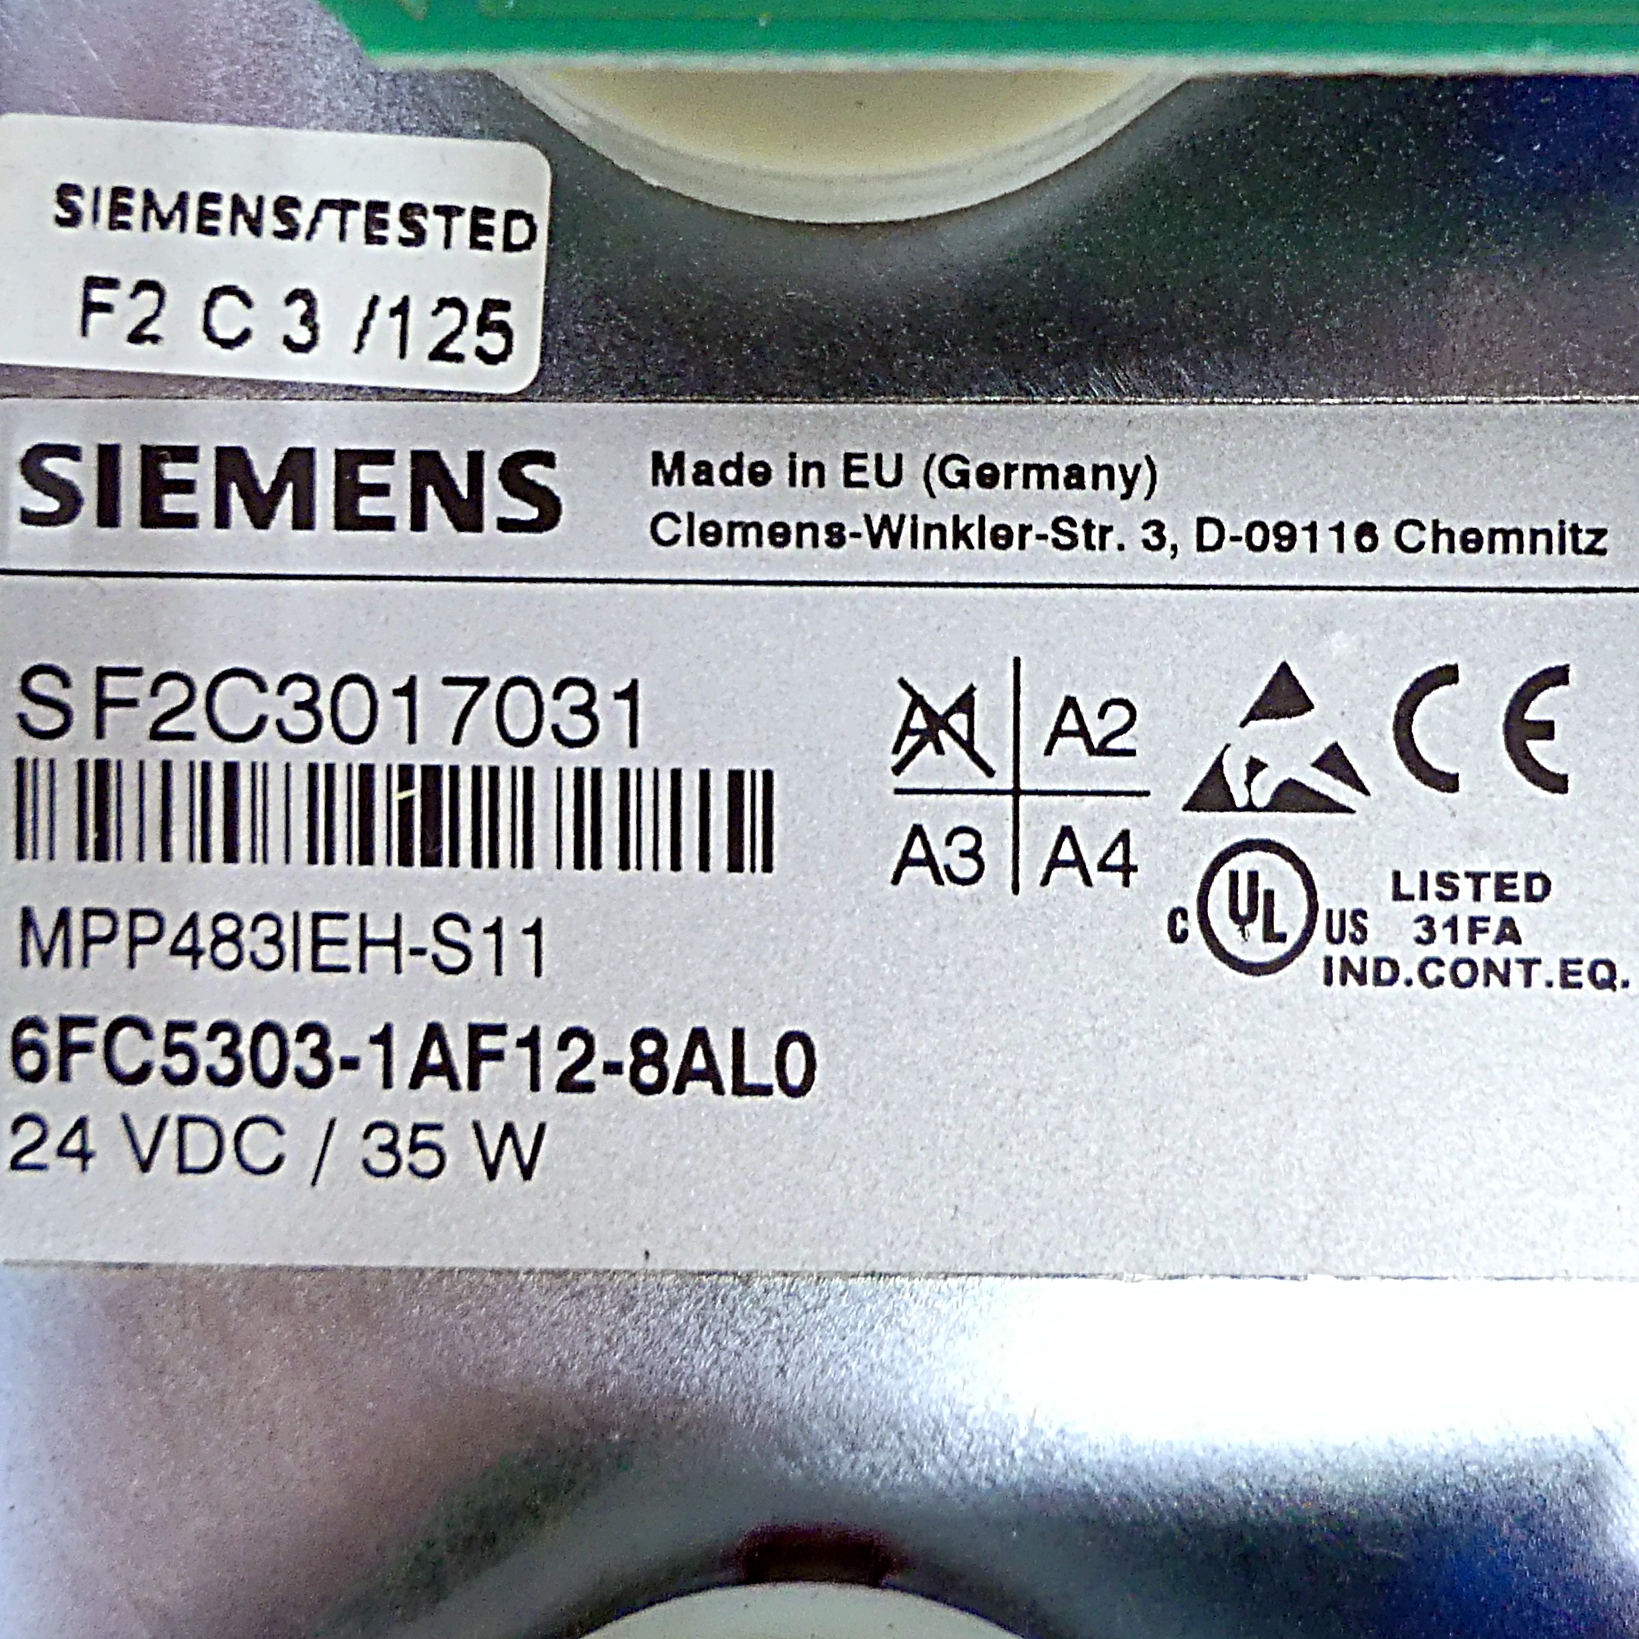 SIEMENS/TESTED
F2 C 3 /125
SIEMENS
Made in EU (Germany)
Clemens-Winkler-Str. 3, D-09116 Chemnitz
SF2C3017031
A1 A2
A3 A4
CE
MPP483IEH-S11
6FC5303-1AF12-8AL0
24 VDC / 35 W
C UL US LISTED
31FA
IND.CONT.EQ.